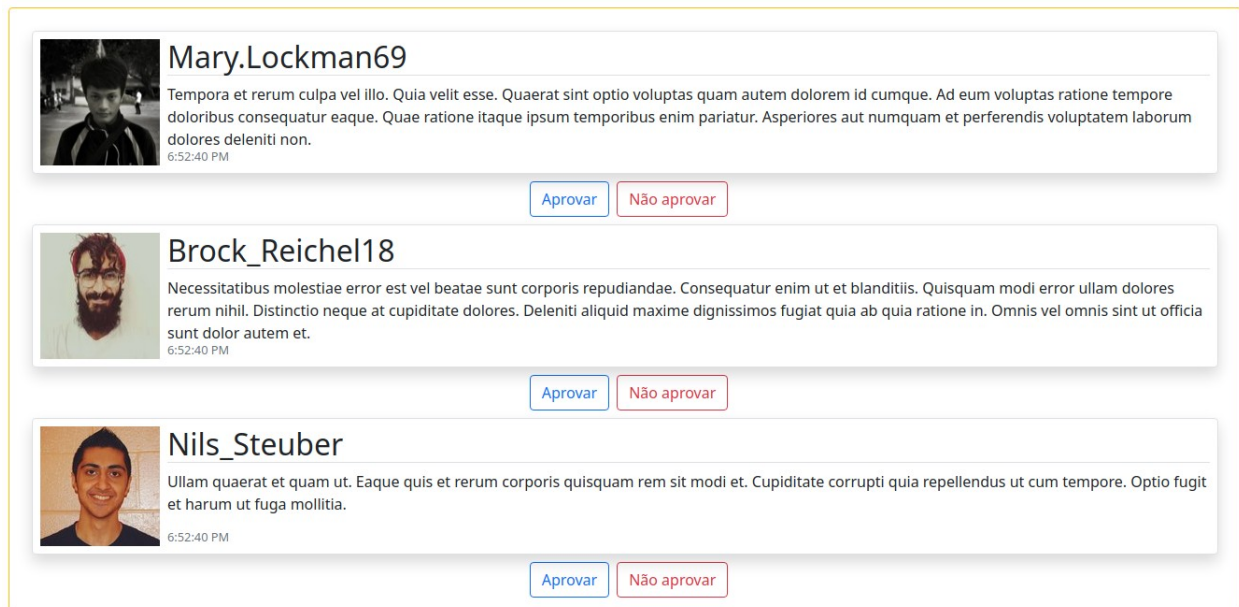 Mary.Lockman69
Tempora et rerum culpa vel illo. Quia velit esse. Quaerat sint optio voluptas quam autem dolorem id cumque. Ad eum voluptas ratione tempore
doloribus consequatur eaque. Quae ratione itaque ipsum temporibus enim pariatur. Asperiores aut numquam et perferendis voluptatem laborum
dolores deleniti non.
6:52:40 PM
Aprovar Não aprovar
Brock_Reichel18
Necessitatibus molestiae error est vel beatae sunt corporis repudiandae. Consequatur enim ut et blanditiis. Quisquam modi error ullam dolores
rerum nihil. Distinctio neque at cupiditate dolores. Deleniti aliquid maxime dignissimos fugiat quia ab quia ratione in. Omnis vel omnis sint ut officia
sunt dolor autem et.
6:52:40 PM
Aprovar Não aprovar
Nils_Steuber
Ullam quaerat et quam ut. Eaque quis et rerum corporis quisquam rem sit modi et. Cupiditate corrupti quia repellendus ut cum tempore. Optio fugit
et harum ut fuga mollitia.
6:52:40 PM
Aprovar Não aprovar